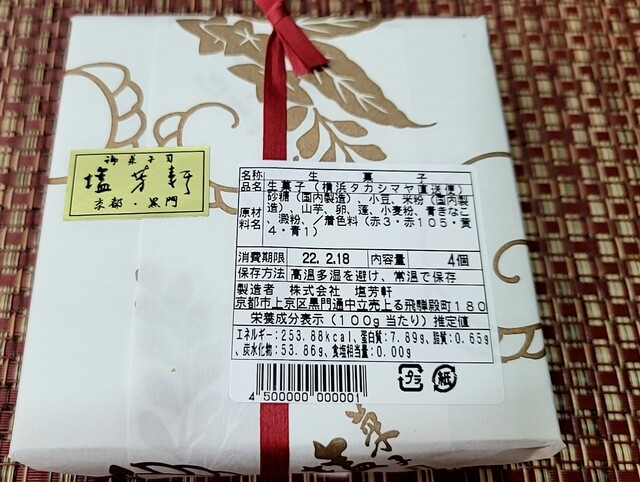 御菓子司
塩芳軒
京都・黒門
名称 生菓子
品名 生菓子(横浜タカシマヤ直送便)
原材料名 砂糖(国内製造)、小豆、米粉(国内製
造)、山芋、卵、蓬、小麦粉、青きなこ
、澱粉、/着色料(赤3・赤105・黄
4・青1)
消費期限 22. 2.18 内容量 4個
保存方法 高温多湿を避け、常温で保存
製造者 株式会社 塩芳軒
京都市上京区黒門通中立売上る飛騨殿町180
栄養成分表示(100g当たり)推定値
エネルギー:253.88kcal、蛋白質:7.89g、脂質:0.65g
、炭水化物:53.86g、食塩相当量:0.00g
4 500000 000001
プラ 紙